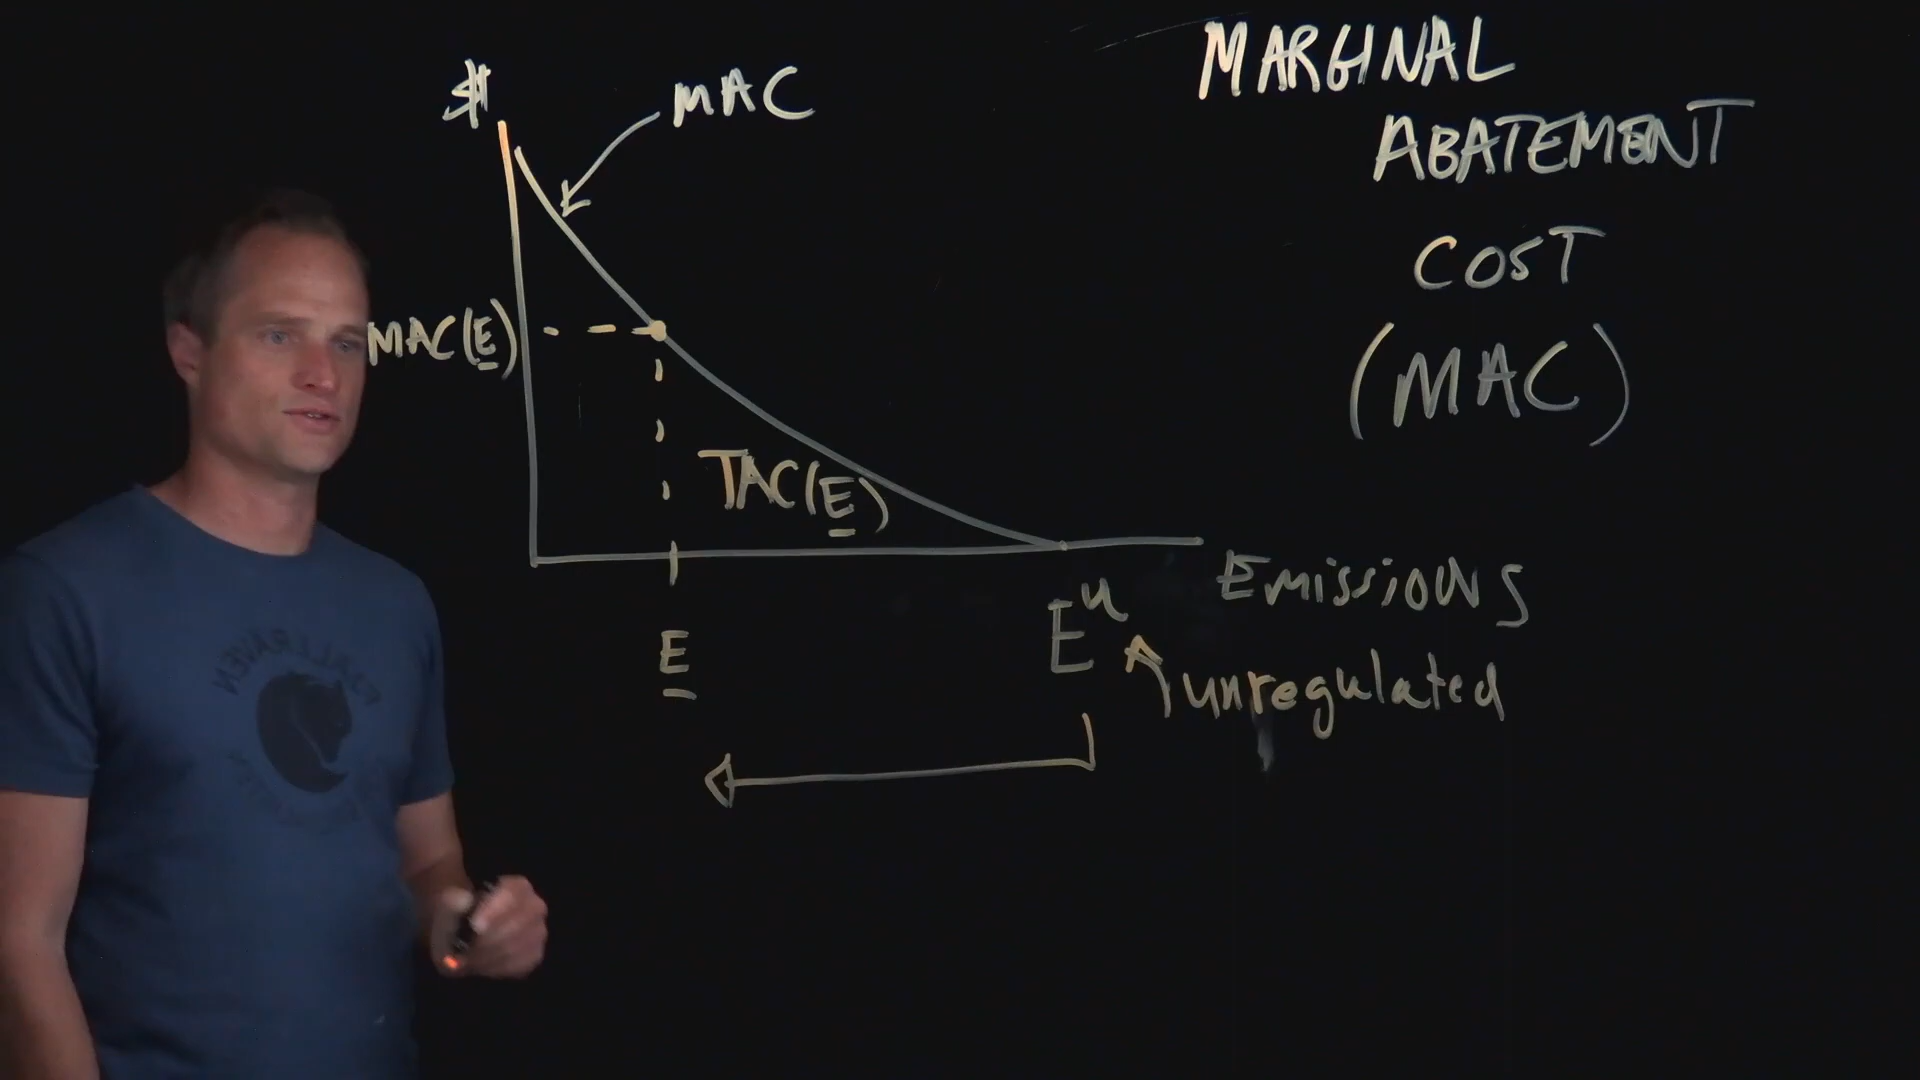 MARGINAL
ABATEMENT
COST
(MAC)
$
MAC
MAC(E)
TAC(E)
EMISSIONS
E
E^u
unregulated